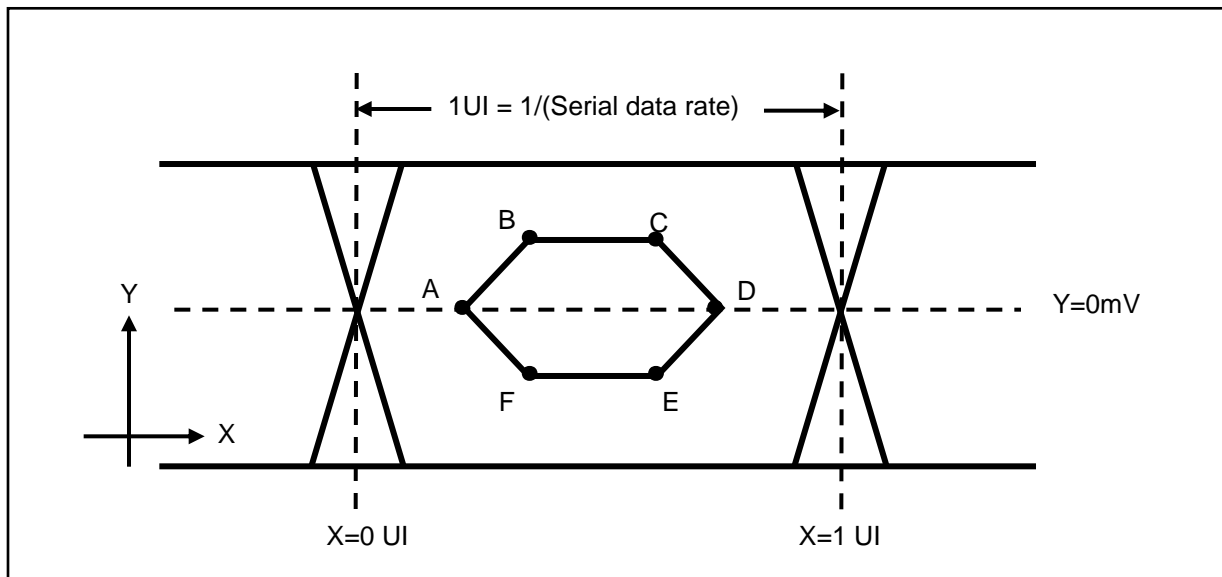 1UI = 1/(Serial data rate)
B
C
A
D
Y
Y=0mV
F
E
X
X=0 UI
X=1 UI